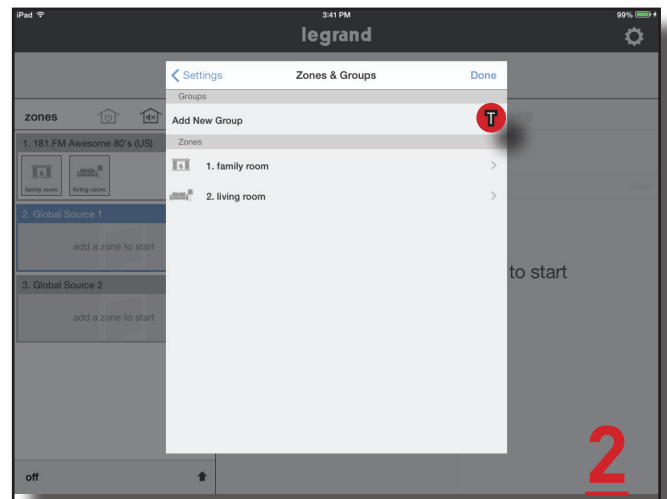 iPad 3:41 PM 99%
legrand
Settings Zones & Groups Done
Groups
zones
Add New Group T
1. 181.FM Awesome 80's (US)
Zones
1. family room
family room living room
2. living room
2. Global Source 1
add a zone to start
to start
3. Global Source 2
add a zone to start
off
2